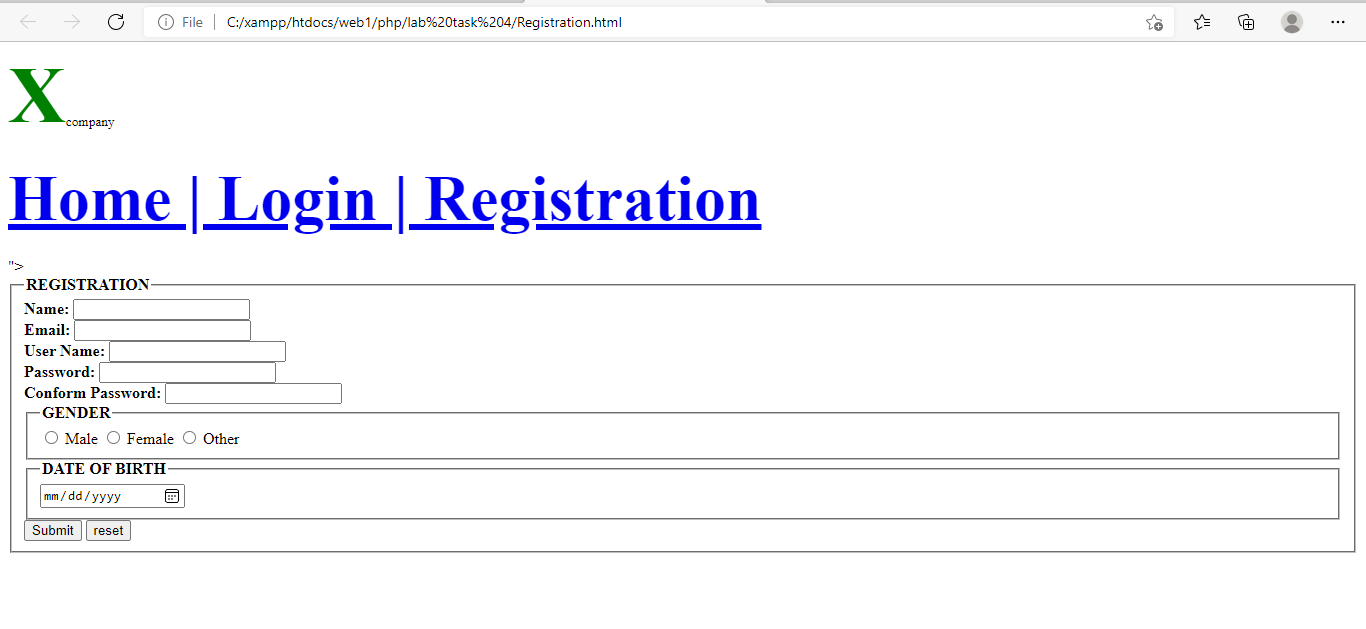 File | C:/xampp/htdocs/web1/php/lab%20task%204/Registration.html
X company
Home | Login | Registration
">
REGISTRATION
Name:
Email:
User Name:
Password:
Conform Password:
GENDER
Male Female Other
DATE OF BIRTH
mm/dd/yyyy
Submit reset